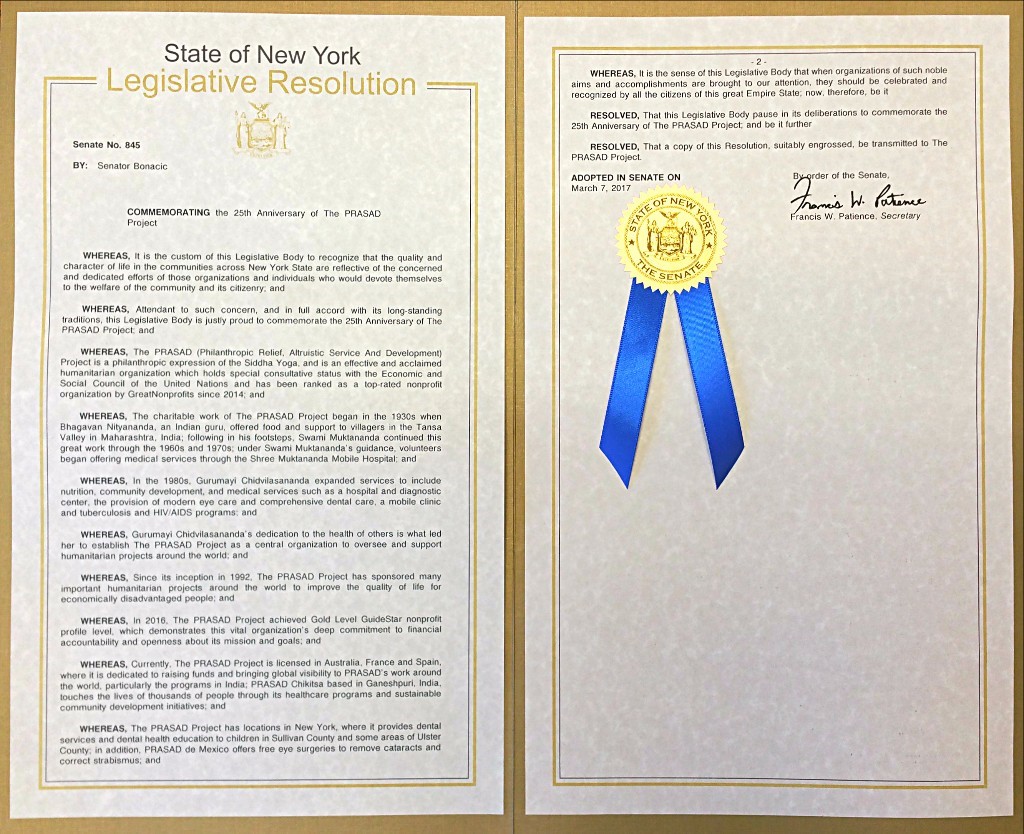 State of New York
Legislative Resolution
Senate No. 845
BY: Senator Bonacic
COMMEMORATING the 25th Anniversary of The PRASAD
Project
WHEREAS, It is the custom of this Legislative Body to recognize that the quality and
character of life in the communities across New York State are reflective of the concerned
and dedicated efforts of those organizations and individuals who would devote themselves
to the welfare of the community and its citizenry; and
WHEREAS, Attendant to such concern, and in full accord with its long-standing
traditions, this Legislative Body is justly proud to commemorate the 25th Anniversary of The
PRASAD Project; and
WHEREAS, The PRASAD (Philanthropic Relief, Altruistic Service And Development)
Project is a philanthropic expression of the Siddha Yoga, and is an effective and acclaimed
humanitarian organization which holds special consultative status with the Economic and
Social Council of the United Nations and has been ranked as a top-rated nonprofit
organization by GreatNonprofits since 2014; and
WHEREAS, The charitable work of The PRASAD Project began in the 1930s when
Bhagavan Nityananda, an Indian guru, offered food and support to villagers in the Tansa
Valley in Maharashtra, India; following in his footsteps, Swami Muktananda continued this
great work through the 1960s and 1970s; under Swami Muktananda's guidance, volunteers
began offering medical services through the Shree Muktananda Mobile Hospital; and
WHEREAS, In the 1980s, Gurumayi Chidvilasananda expanded services to include
nutrition, community development, and medical services such as a hospital and diagnostic
center, the provision of modern eye care and comprehensive dental care, a mobile clinic
and tuberculosis and HIV/AIDS programs; and
WHEREAS, Gurumayi Chidvilasananda's dedication to the health of others is what led
her to establish The PRASAD Project as a central organization to oversee and support
humanitarian projects around the world; and
WHEREAS, Since its inception in 1992, The PRASAD Project has sponsored many
important humanitarian projects around the world to improve the quality of life for
economically disadvantaged people; and
WHEREAS, In 2016, The PRASAD Project achieved Gold Level GuideStar nonprofit
profile level, which demonstrates this vital organization's deep commitment to financial
accountability and openness about its mission and goals; and
WHEREAS, Currently, The PRASAD Project is licensed in Australia, France and Spain,
where it is dedicated to raising funds and bringing global visibility to PRASAD's work around
the world, particularly the programs in India; PRASAD Chikitsa based in Ganeshpuri, India,
touches the lives of thousands of people through its healthcare programs and sustainable
community development initiatives; and
WHEREAS, The PRASAD Project has locations in New York, where it provides dental
services and dental health education to children in Sullivan County and some areas of Ulster
County; in addition, PRASAD de Mexico offers free eye surgeries to remove cataracts and
correct strabismus; and
- 2 -
WHEREAS, It is the sense of this Legislative Body that when organizations of such noble
aims and accomplishments are brought to our attention, they should be celebrated and
recognized by all the citizens of this great Empire State; now, therefore, be it
RESOLVED, That this Legislative Body pause in its deliberations to commemorate the
25th Anniversary of The PRASAD Project; and be it further
RESOLVED, That a copy of this Resolution, suitably engrossed, be transmitted to The
PRASAD Project.
ADOPTED IN SENATE ON
March 7, 2017
By order of the Senate,
Francis W. Patience
Francis W. Patience, Secretary
STATE OF NEW YORK
THE SENATE